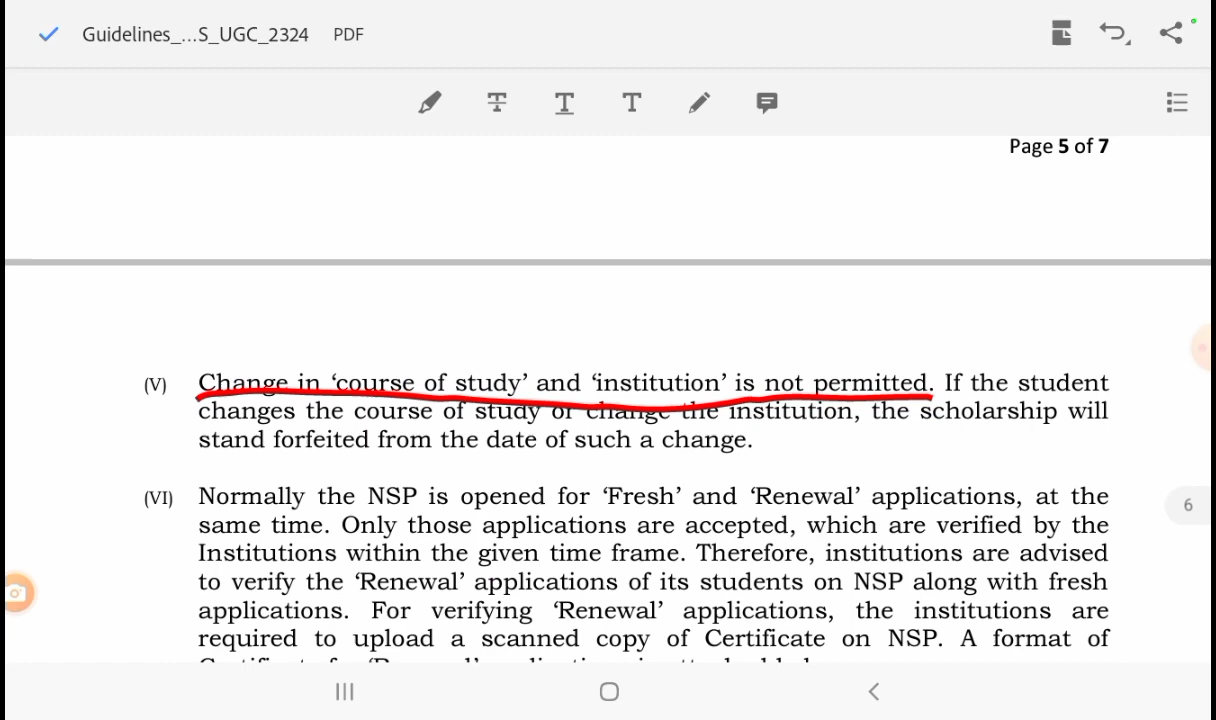 Guidelines_...S_UGC_2324 PDF
Page 5 of 7
(V) Change in ‘course of study’ and ‘institution’ is not permitted. If the student
changes the course of study or change the institution, the scholarship will
stand forfeited from the date of such a change.
(VI) Normally the NSP is opened for ‘Fresh’ and ‘Renewal’ applications, at the
same time. Only those applications are accepted, which are verified by the
Institutions within the given time frame. Therefore, institutions are advised
to verify the ‘Renewal’ applications of its students on NSP along with fresh
applications. For verifying ‘Renewal’ applications, the institutions are
required to upload a scanned copy of Certificate on NSP. A format of
6